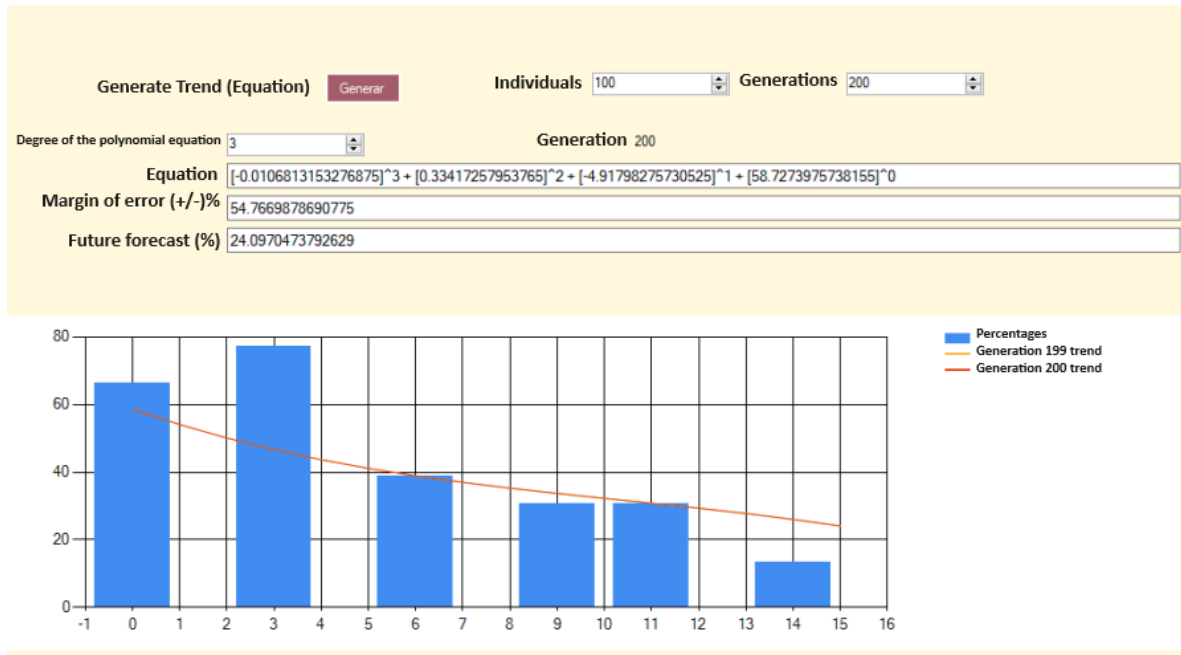 Generate Trend (Equation) Generar Individuals 100 Generations 200
Degree of the polynomial equation 3 Generation 200
Equation [-0.0106813153276875]^3 + [0.33417257953765]^2 + [-4.91798275730525]^1 + [58.7273975738155]^0
Margin of error (+/-)% 54.7669878690775
Future forecast (%) 24.0970473792629
Percentages
Generation 199 trend
Generation 200 trend
80
60
40
20
0
-1 0 1 2 3 4 5 6 7 8 9 10 11 12 13 14 15 16